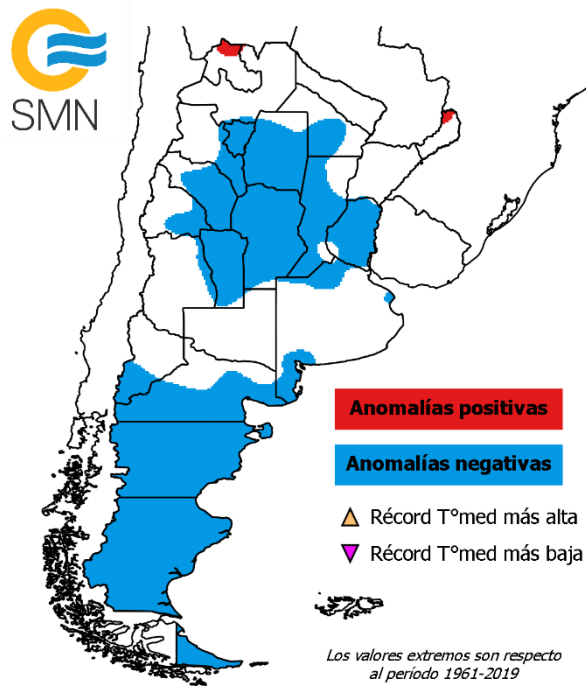 SMN
Anomalías positivas
Anomalías negativas
Récord T°med más alta
Récord T°med más baja
Los valores extremos son respecto
al período 1961-2019